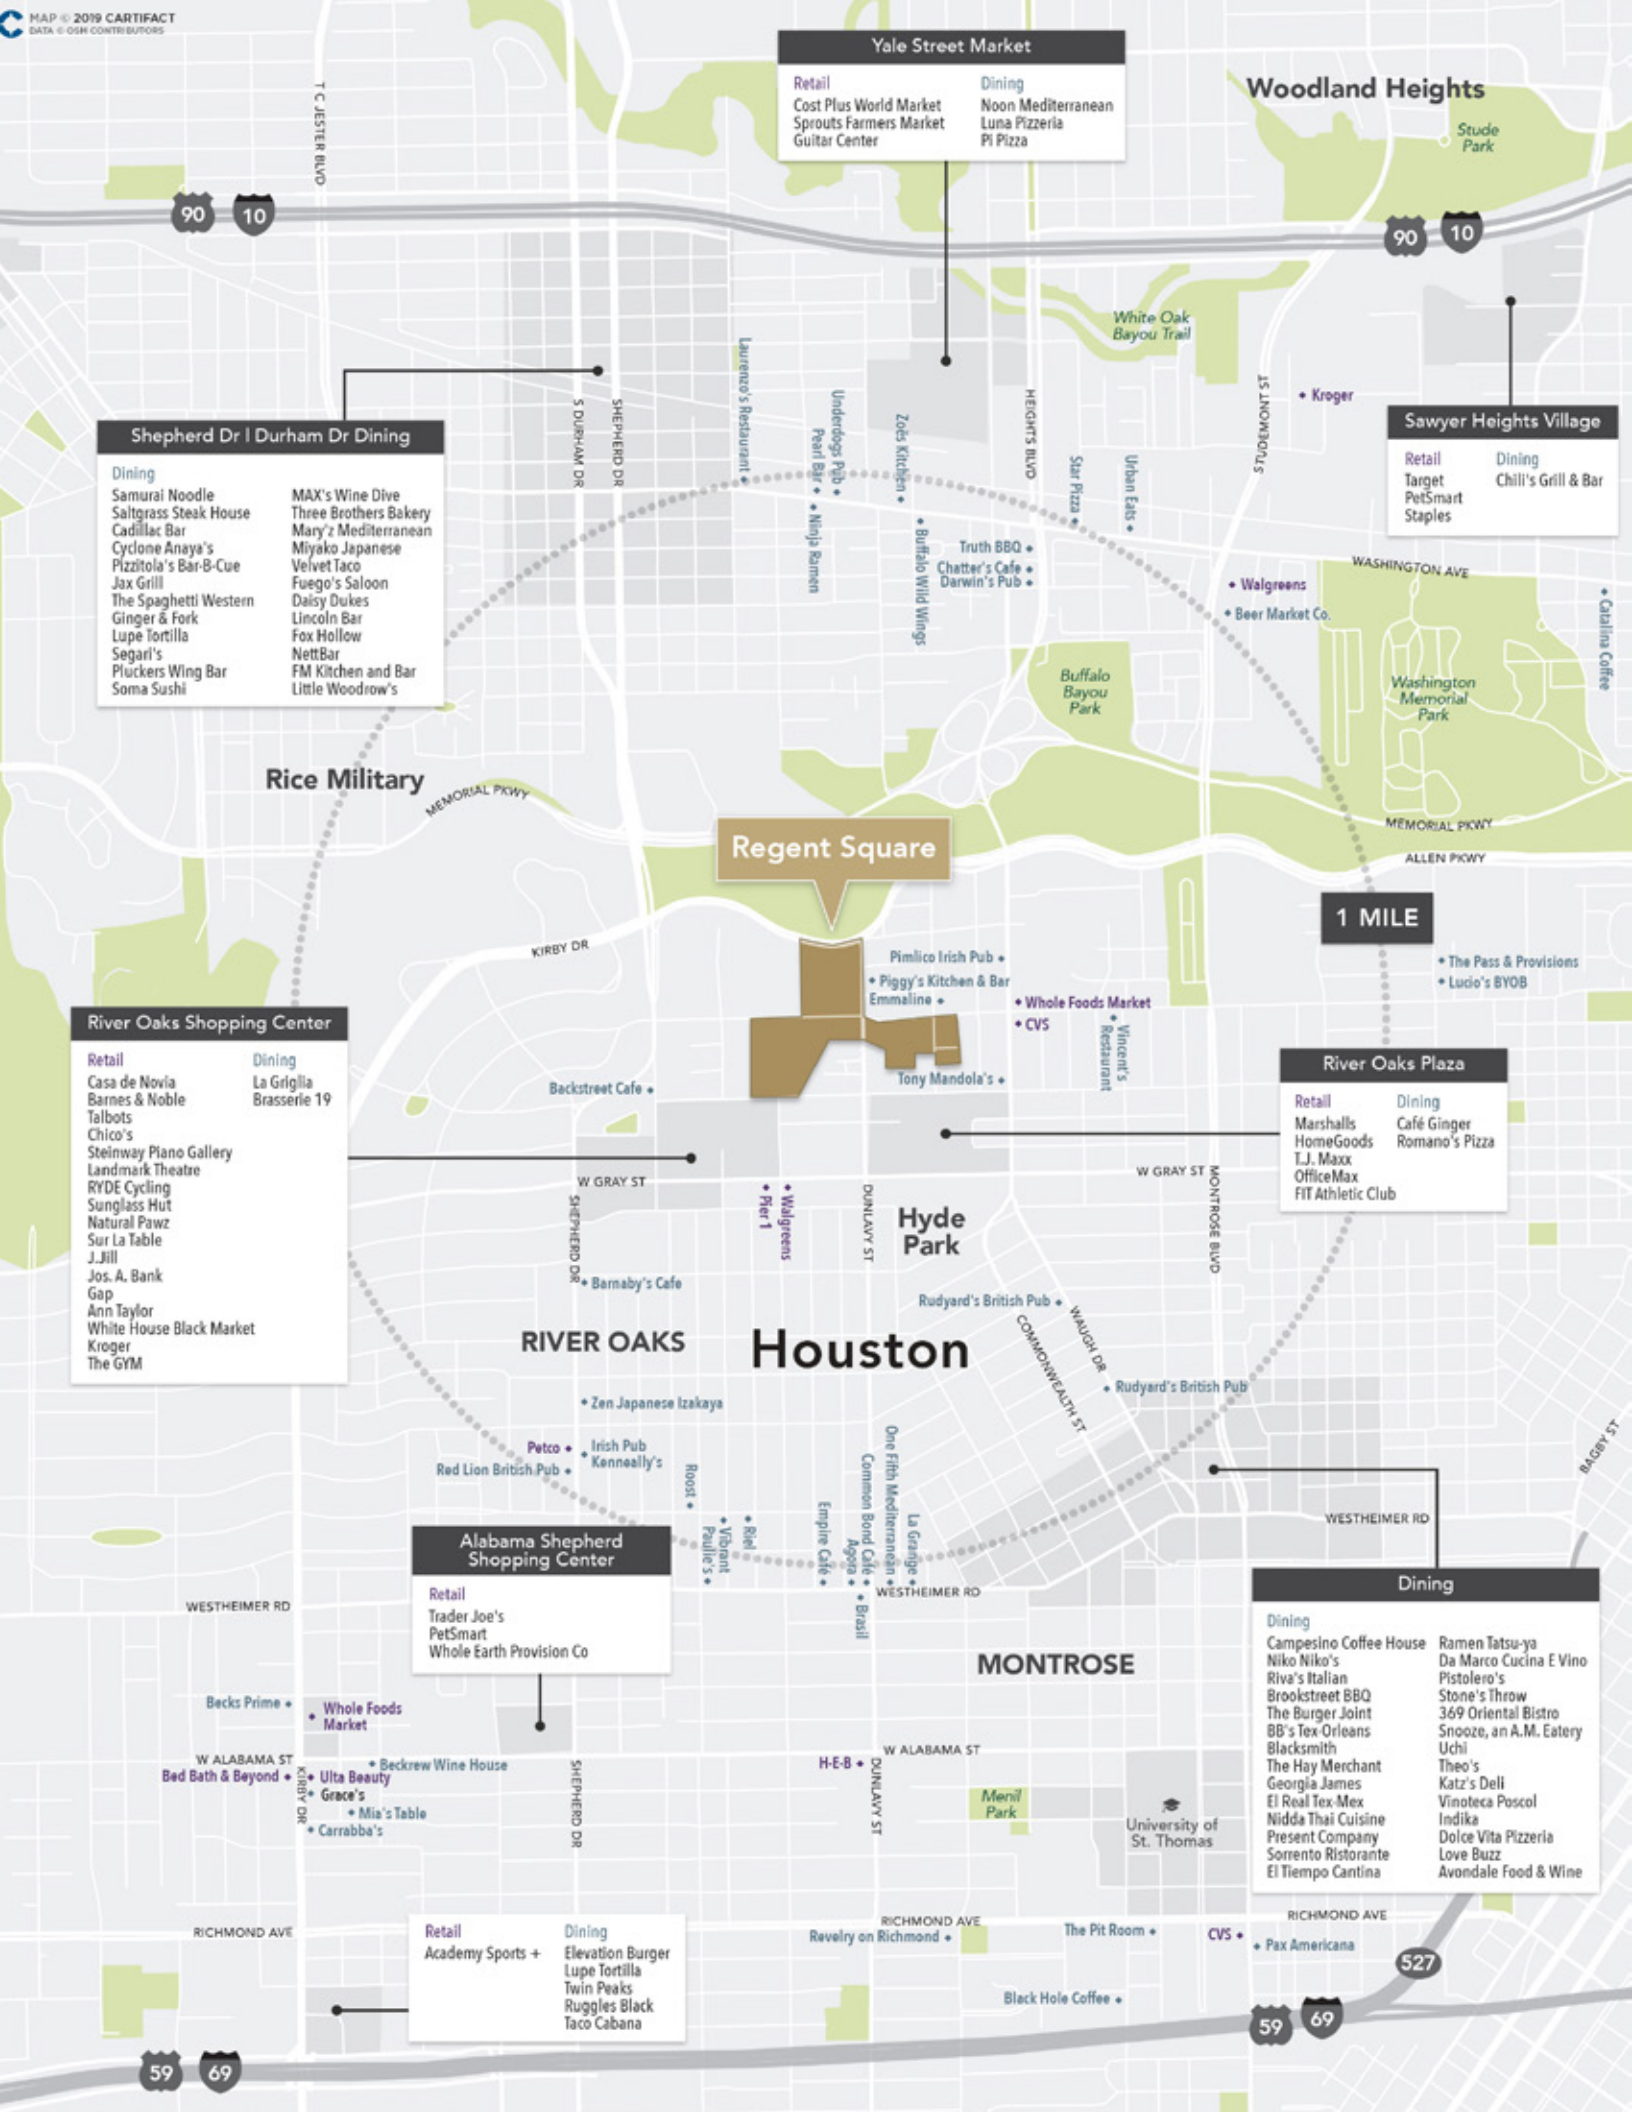 MAP © 2019 CARTIFACT
DATA © OSM CONTRIBUTORS
T C JESTER BLVD
Yale Street Market
Retail
Cost Plus World Market
Sprouts Farmers Market
Guitar Center
Dining
Noon Mediterranean
Luna Pizzeria
Pi Pizza
Woodland Heights
Stude
Park
90
10
90
10
White Oak
Bayou Trail
Kroger
Sawyer Heights Village
Retail
Target
PetSmart
Staples
Dining
Chili's Grill & Bar
Shepherd Dr | Durham Dr Dining
Dining
Samurai Noodle
Saltgrass Steak House
Cadillac Bar
Cyclone Anaya's
Pizzitola's Bar-B-Cue
Jax Grill
The Spaghetti Western
Ginger & Fork
Lupe Tortilla
Segari's
Pluckers Wing Bar
Soma Sushi
MAX's Wine Dive
Three Brothers Bakery
Mary'z Mediterranean
Miyako Japanese
Velvet Taco
Fuego's Saloon
Daisy Dukes
Lincoln Bar
Fox Hollow
NettBar
FM Kitchen and Bar
Little Woodrow's
S DURHAM DR
SHEPHERD DR
Laurenzo's Restaurant
Underdogs Pub
Pearl Bar
Ninja Ramen
Zoës Kitchen
Buffalo Wild Wings
HEIGHTS BLVD
Star Pizza
Urban Eats
STUDEMONT ST
Truth BBQ
Chatter's Cafe
Darwin's Pub
WASHINGTON AVE
Walgreens
Beer Market Co.
Catalina Coffee
Buffalo
Bayou
Park
Washington
Memorial
Park
Rice Military
MEMORIAL PKWY
MEMORIAL PKWY
ALLEN PKWY
Regent Square
1 MILE
KIRBY DR
Pimlico Irish Pub
Piggy's Kitchen & Bar
Emmaline
Whole Foods Market
CVS
Vincent's
Restaurant
The Pass & Provisions
Lucio's BYOB
Tony Mandola's
Backstreet Cafe
River Oaks Shopping Center
Retail
Casa de Novia
Barnes & Noble
Talbots
Chico's
Steinway Piano Gallery
Landmark Theatre
RYDE Cycling
Sunglass Hut
Natural Pawz
Sur La Table
J.Jill
Jos. A. Bank
Gap
Ann Taylor
White House Black Market
Kroger
The GYM
Dining
La Griglia
Brasserie 19
River Oaks Plaza
Retail
Marshalls
HomeGoods
T.J. Maxx
OfficeMax
FIT Athletic Club
Dining
Café Ginger
Romano's Pizza
W GRAY ST
W GRAY ST
SHEPHERD DR
Pier 1
Walgreens
DUNLAVY ST
Hyde
Park
MONTROSE BLVD
Barnaby's Cafe
Rudyard's British Pub
RIVER OAKS
Houston
COMMONWEALTH ST
WAUGH DR
Rudyard's British Pub
Zen Japanese Izakaya
Petco
Irish Pub
Kenneally's
Red Lion British Pub
Roost
Paulie's
Vibrant
Riel
Empire Café
Agora
Common Bond Café
One Fifth Mediterranean
La Grange
Brasil
BAGBY ST
WESTHEIMER RD
WESTHEIMER RD
WESTHEIMER RD
Alabama Shepherd
Shopping Center
Retail
Trader Joe's
PetSmart
Whole Earth Provision Co
MONTROSE
Dining
Dining
Campesino Coffee House
Niko Niko's
Riva's Italian
Brookstreet BBQ
The Burger Joint
BB's Tex-Orleans
Blacksmith
The Hay Merchant
Georgia James
El Real Tex-Mex
Nidda Thai Cuisine
Present Company
Sorrento Ristorante
El Tiempo Cantina
Ramen Tatsu-ya
Da Marco Cucina E Vino
Pistolero's
Stone's Throw
369 Oriental Bistro
Snooze, an A.M. Eatery
Uchi
Theo's
Katz's Deli
Vinoteca Poscol
Indika
Dolce Vita Pizzeria
Love Buzz
Avondale Food & Wine
Becks Prime
Whole Foods
Market
W ALABAMA ST
Bed Bath & Beyond
Beckrew Wine House
Ulta Beauty
Grace's
Mia's Table
Carrabba's
KIRBY DR
SHEPHERD DR
W ALABAMA ST
H-E-B
DUNLAVY ST
Menil
Park
University of
St. Thomas
RICHMOND AVE
RICHMOND AVE
RICHMOND AVE
Retail
Academy Sports +
Dining
Elevation Burger
Lupe Tortilla
Twin Peaks
Ruggles Black
Taco Cabana
Revelry on Richmond
The Pit Room
CVS
Pax Americana
Black Hole Coffee
527
59
69
59
69